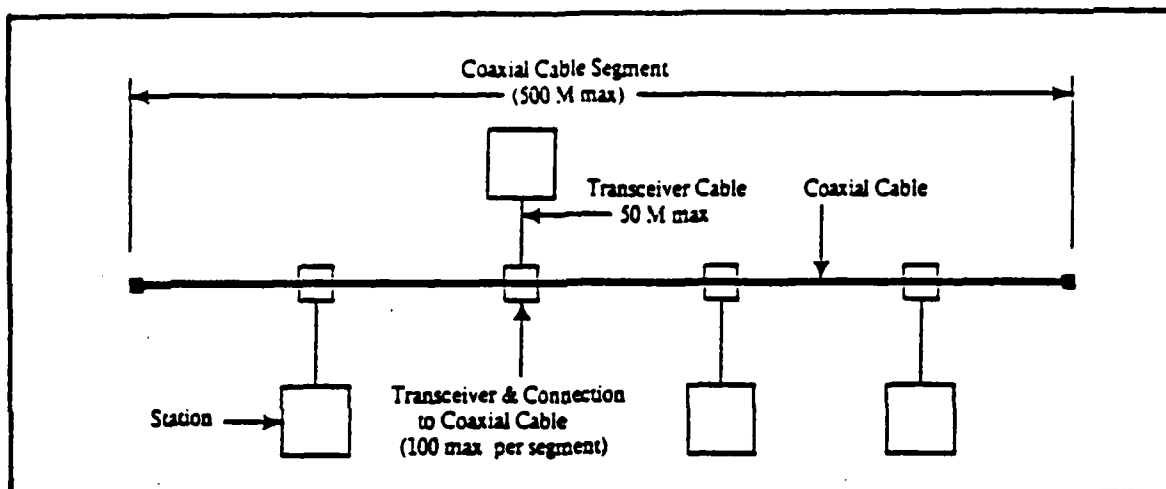 Coaxial Cable Segment
(500 M max)
Transceiver Cable
50 M max
Coaxial Cable
Station
Transceiver & Connection
to Coaxial Cable
(100 max per segment)